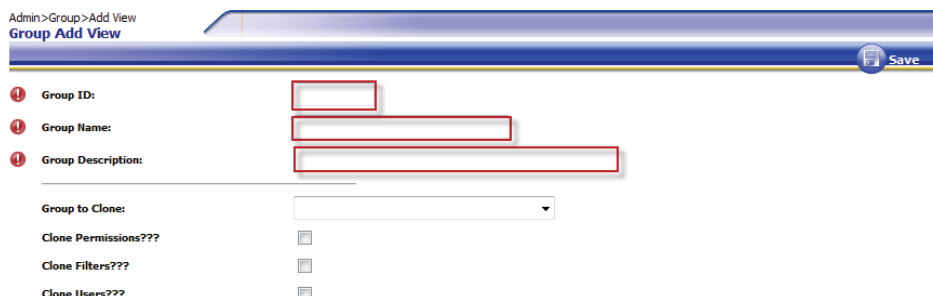 Admin>Group>Add View
Group Add View
Save
Group ID:
Group Name:
Group Description:
Group to Clone:
Clone Permissions???
Clone Filters???
Clone Users???